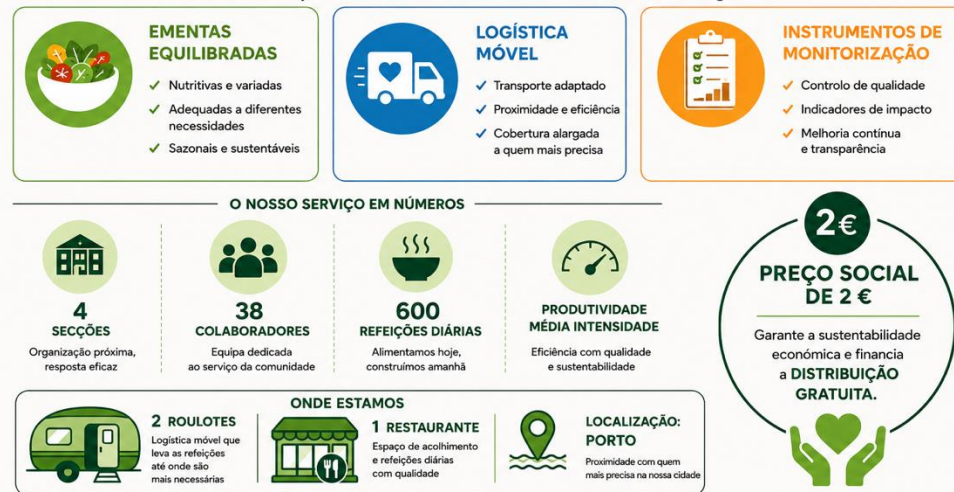 EMENTAS
EQUILIBRADAS
✓ Nutritivas e variadas
✓ Adequadas a diferentes
necessidades
✓ Sazonais e sustentáveis
LOGÍSTICA
MÓVEL
✓ Transporte adaptado
✓ Proximidade e eficiência
✓ Cobertura alargada
a quem mais precisa
INSTRUMENTOS DE
MONITORIZAÇÃO
✓ Controlo de qualidade
✓ Indicadores de impacto
✓ Melhoria contínua
e transparência
O NOSSO SERVIÇO EM NÚMEROS
4
SECÇÕES
Organização próxima,
resposta eficaz
38
COLABORADORES
Equipa dedicada
ao serviço da comunidade
600
REFEIÇÕES DIÁRIAS
Alimentamos hoje,
construímos amanhã
PRODUTIVIDADE
MÉDIA INTENSIDADE
Eficiência com qualidade
e sustentabilidade
2 €
PREÇO SOCIAL
DE 2 €
Garante a sustentabilidade
económica e financia
a DISTRIBUIÇÃO
GRATUITA.
ONDE ESTAMOS
2 ROULOTES
Logística móvel que
leva as refeições
até onde são
mais necessárias
1 RESTAURANTE
Espaço de acolhimento
e refeições diárias
com qualidade
LOCALIZAÇÃO:
PORTO
Proximidade com quem
mais precisa na nossa cidade